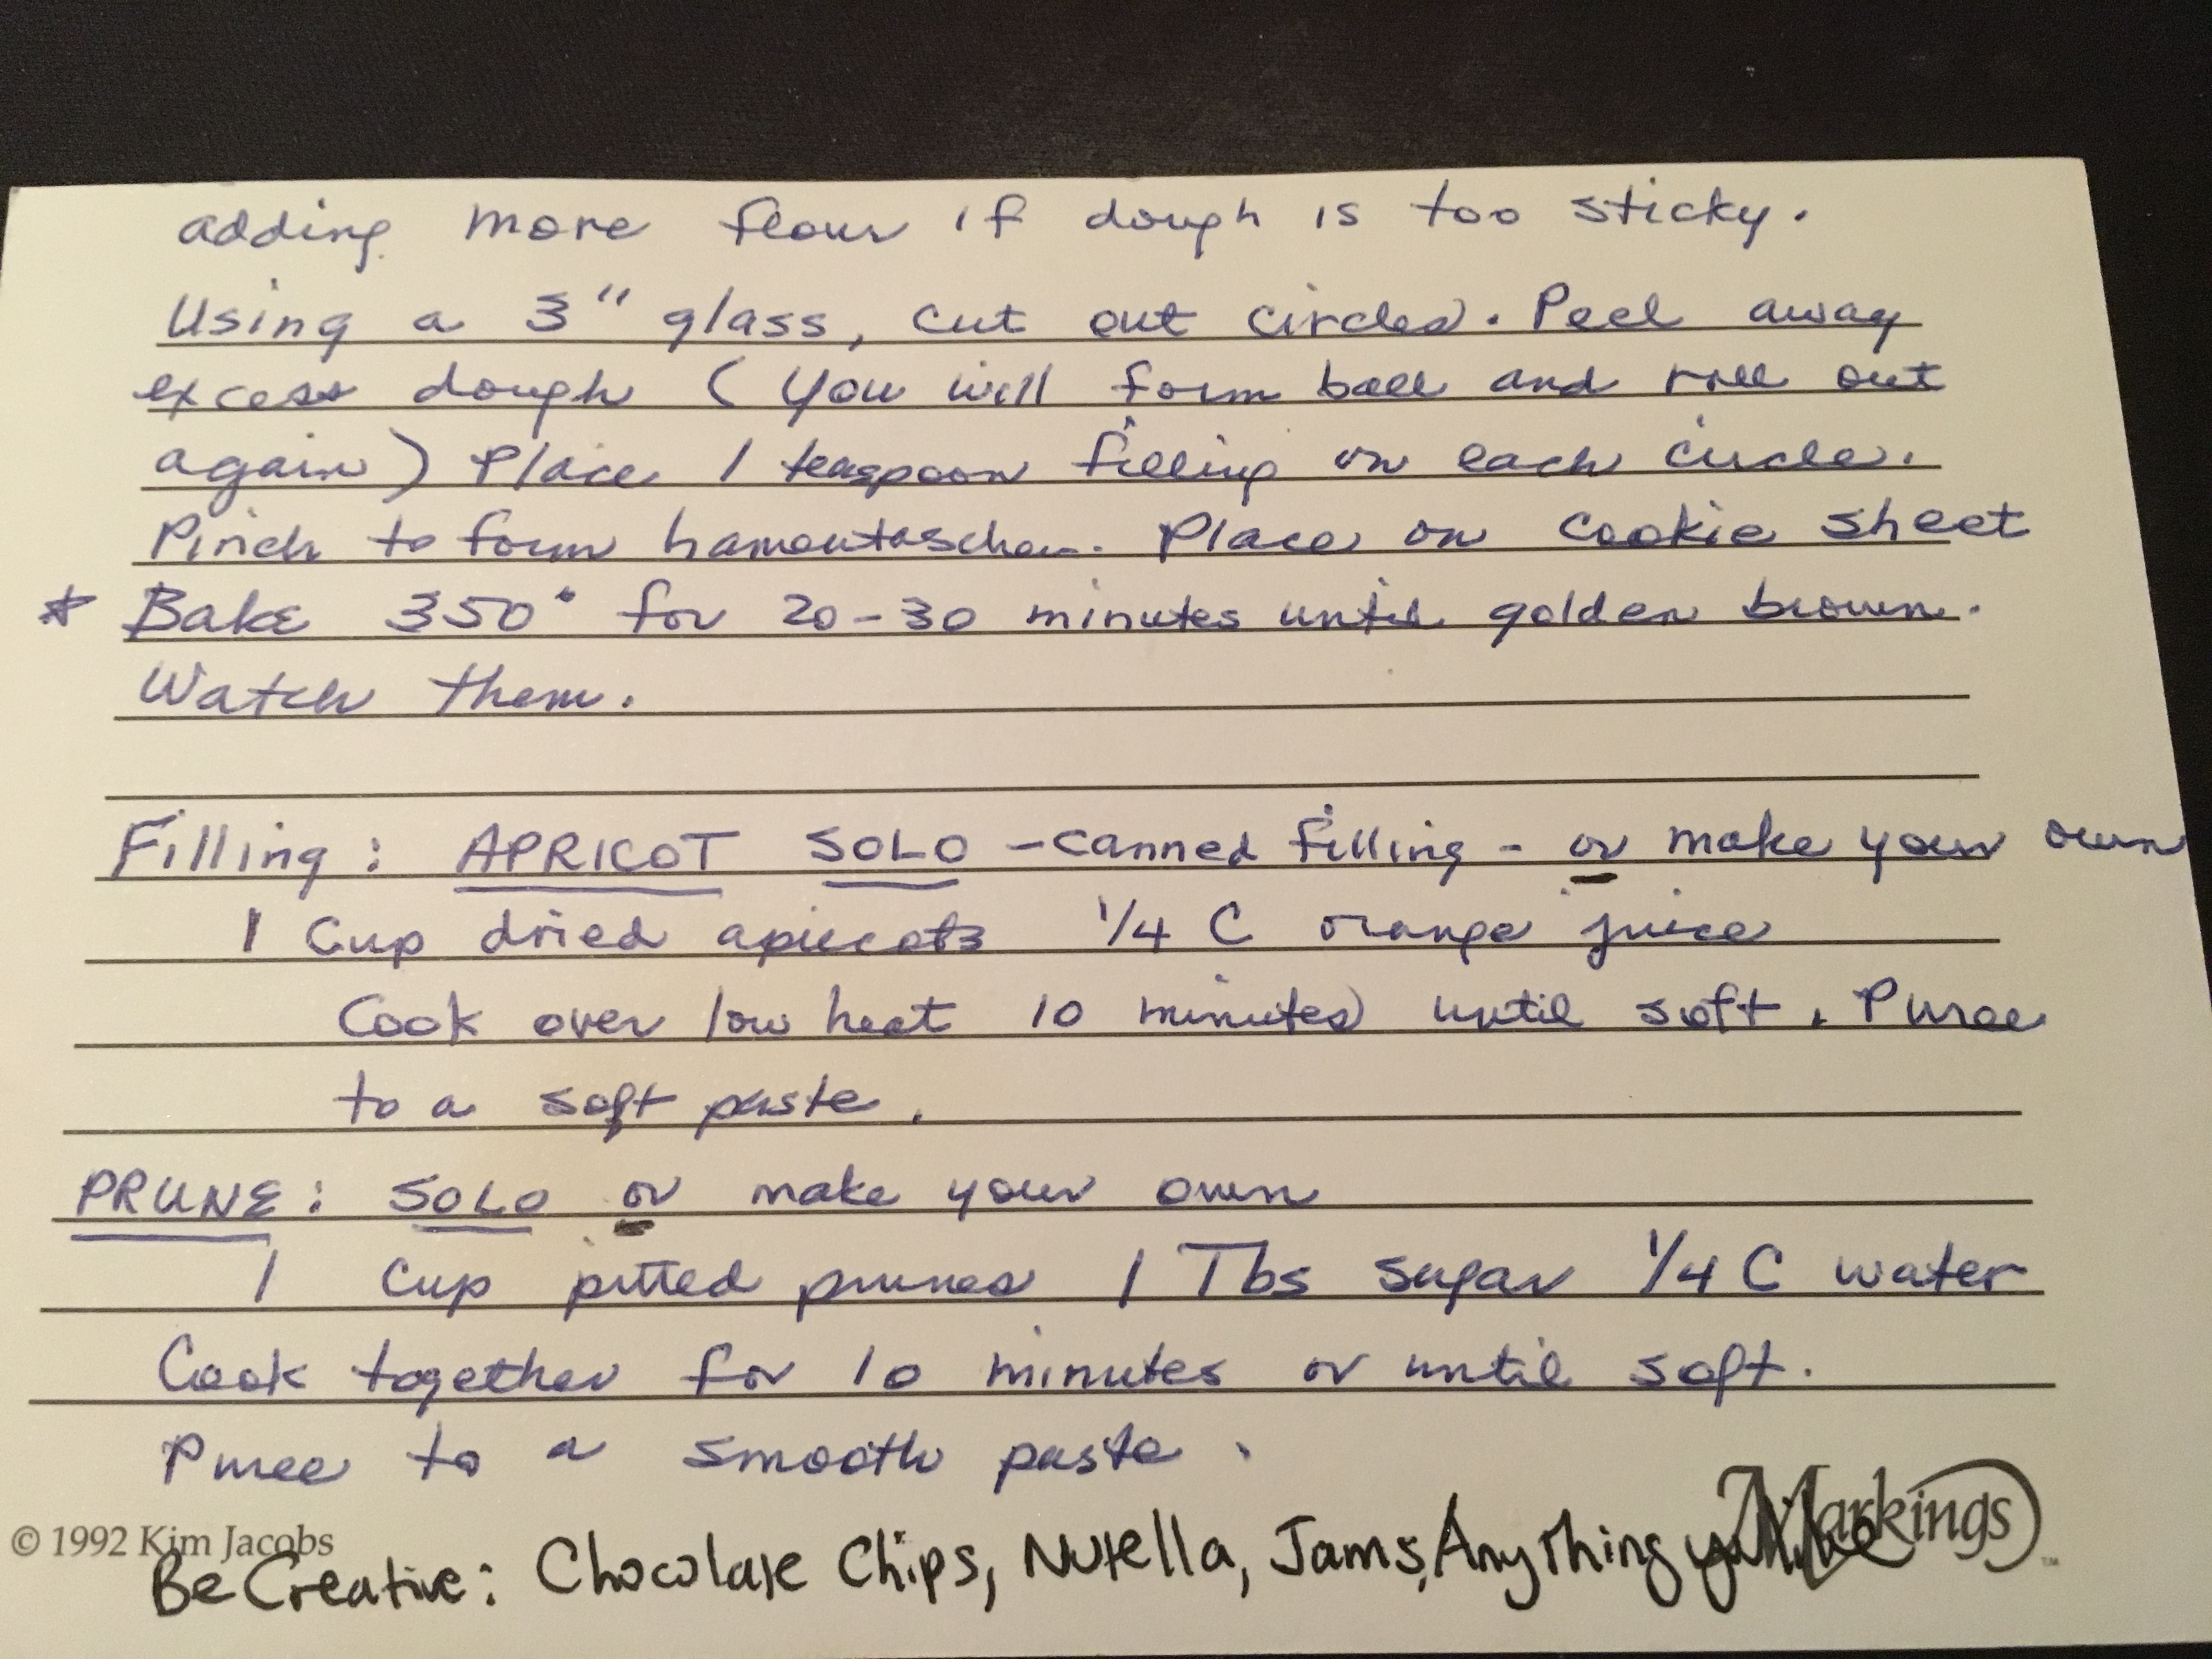 adding more flour if dough is too sticky.
Using a 3" glass, cut out circles. Peel away
excess dough (you will form ball and roll out
again) Place 1 teaspoon filling on each circle.
Pinch to form hamentaschen. Place on cookie sheet
* Bake 350° for 20-30 minutes until golden brown.
Watch them.
Filling: APRICOT SOLO - canned filling - or make your own
1 Cup dried apricots 1/4 C orange juice
Cook over low heat 10 minutes until soft. Puree
to a soft paste.
PRUNE: SOLO or make your own
1 Cup pitted prunes 1 Tbs sugar 1/4 C water
Cook together for 10 minutes or until soft.
Puree to a smooth paste.
Markings
© 1992 Kim Jacobs
Be Creative: Chocolate Chips, Nutella, Jams, Anything you like